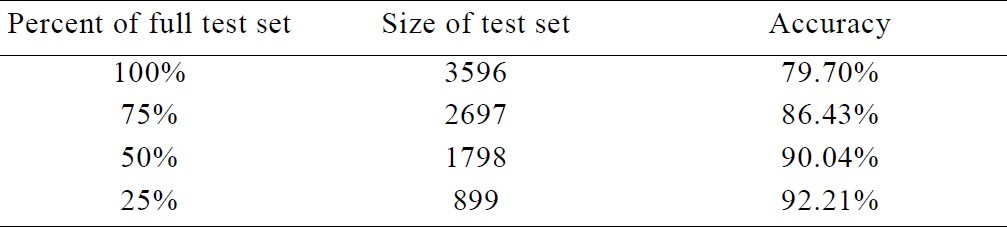 Percent of full test set Size of test set Accuracy
100% 3596 79.70%
75% 2697 86.43%
50% 1798 90.04%
25% 899 92.21%